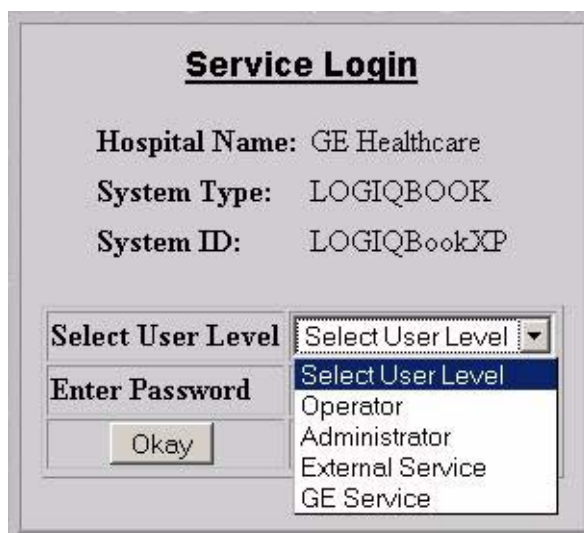 Service Login
Hospital Name: GE Healthcare
System Type: LOGIQBOOK
System ID: LOGIQBookXP
Select User Level Select User Level
Select User Level
Enter Password
Operator
Administrator
Okay
External Service
GE Service